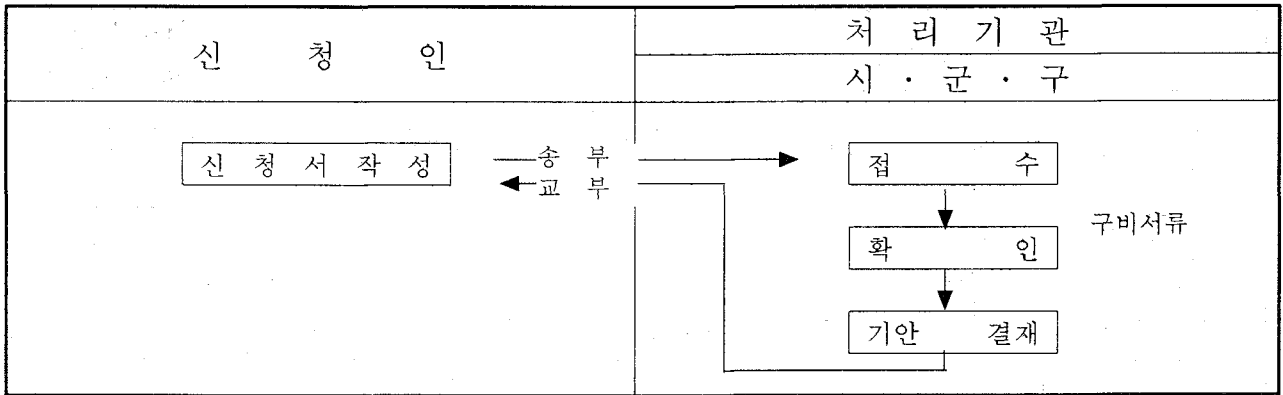 신 청 인
처 리 기 관
시 · 군 · 구
신 청 서 작 성
송 부
교 부
접 수
확 인
구비서류
기안 결재